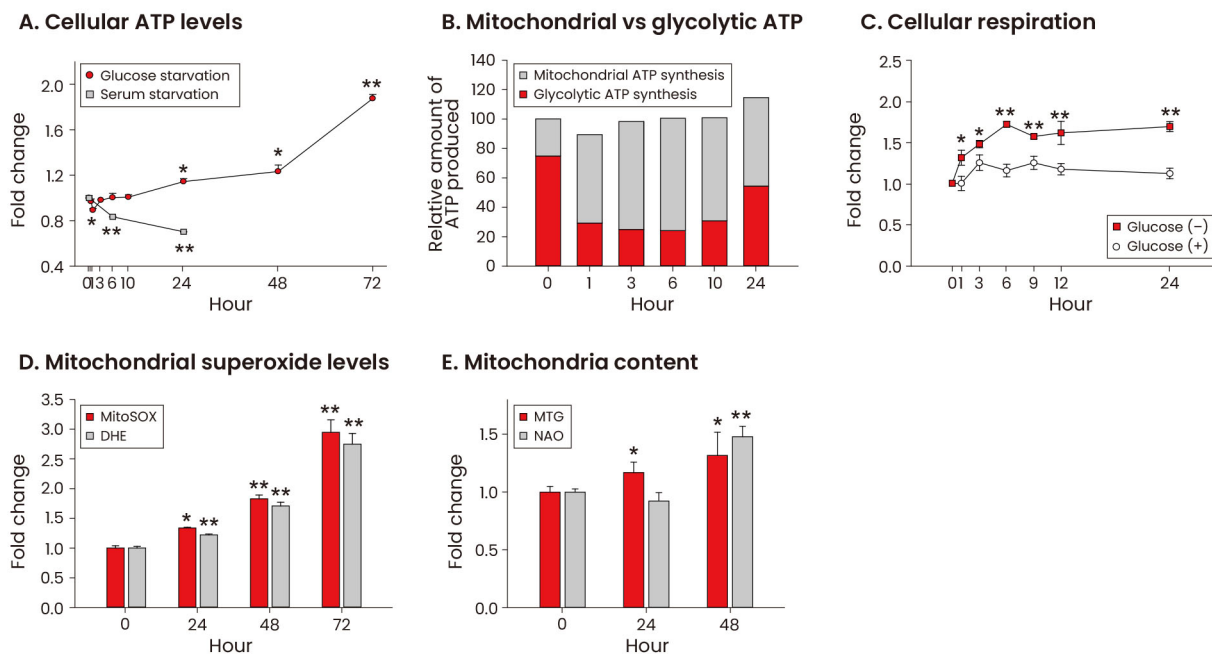 A. Cellular ATP levels
Fold change
2.0
1.6
1.2
0.8
0.4
Glucose starvation
Serum starvation
*
**
**
*
*
**
0 1 3 6 10 24 48 72
Hour
B. Mitochondrial vs glycolytic ATP
Relative amount of
ATP produced
140
120
100
80
60
40
20
0
Mitochondrial ATP synthesis
Glycolytic ATP synthesis
0 1 3 6 10 24
Hour
C. Cellular respiration
Fold change
2.5
2.0
1.5
1.0
0.5
0.0
* * ** ** ** **
Glucose (−)
Glucose (+)
0 1 3 6 9 12 24
Hour
D. Mitochondrial superoxide levels
Fold change
3.5
3.0
2.5
2.0
1.5
1.0
0.5
0.0
MitoSOX
DHE
* ** ** ** ** **
0 24 48 72
Hour
E. Mitochondria content
Fold change
1.5
1.0
0.5
0.0
MTG
NAO
* * **
0 24 48
Hour